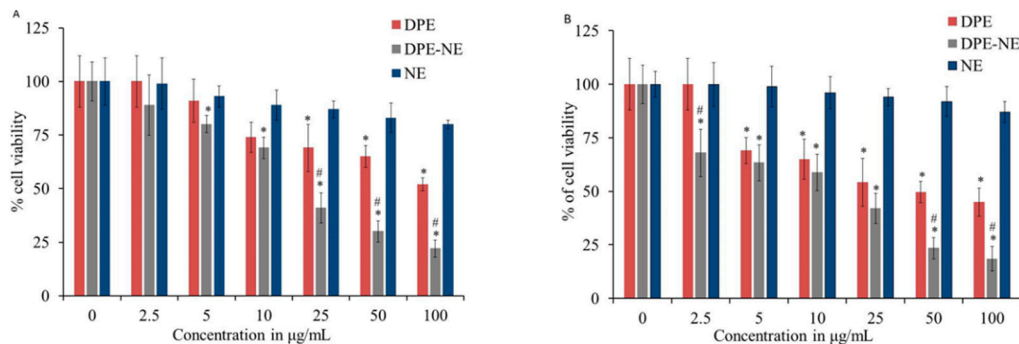 A
125
100
75
50
25
0
% cell viability
DPE
DPE-NE
NE
*
*
*
#
*
*
#
*
*
#
*
0 2.5 5 10 25 50 100
Concentration in µg/mL
B
125
100
75
50
25
0
% of cell viability
DPE
DPE-NE
NE
#
*
*
*
*
*
*
*
*
#
*
*
#
*
0 2.5 5 10 25 50 100
Concentration in µg/mL